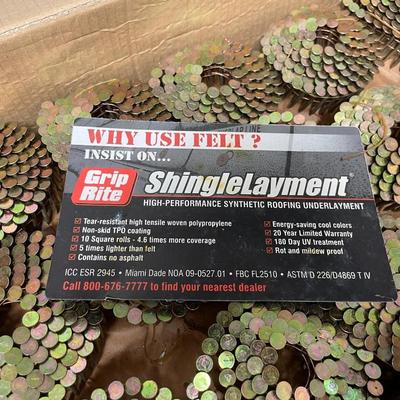 WHY USE FELT?
INSIST ON...
Grip Rite
ShingleLayment®
HIGH-PERFORMANCE SYNTHETIC ROOFING UNDERLAYMENT
Tear-resistant high tensile woven polypropylene
Non-skid TPO coating
10 Square rolls - 4.6 times more coverage
5 times lighter than felt
Contains no asphalt
Energy-saving cool colors
20 Year Limited Warranty
180 Day UV treatment
Rot and mildew proof
ICC ESR 2945 • Miami Dade NOA 09-0527.01 • FBC FL2510 • ASTM D 226/D4869 T IV
Call 800-676-7777 to find your nearest dealer